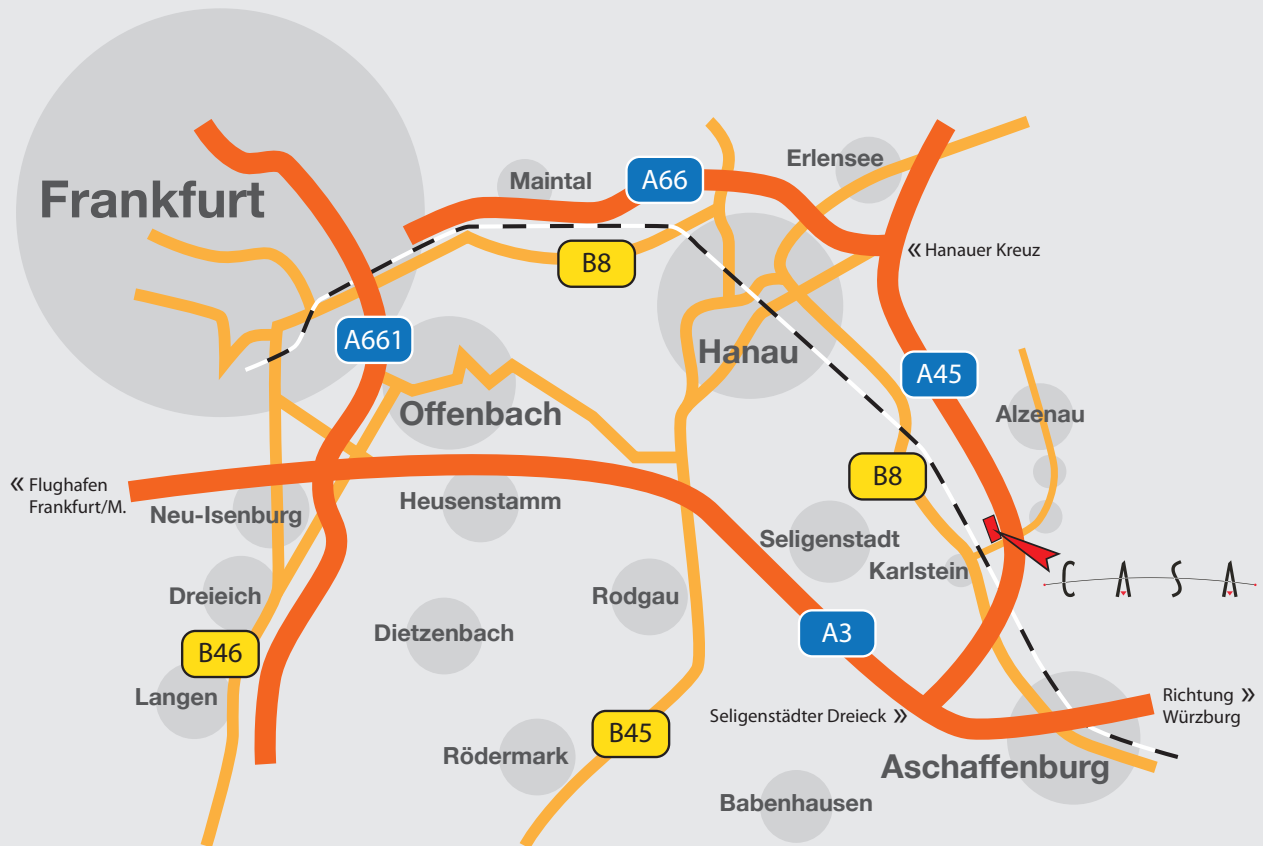 Erlensee
Maintal
A66
Frankfurt
« Hanauer Kreuz
B8
A661
Hanau
A45
Offenbach
Alzenau
B8
« Flughafen
Frankfurt/M.
Heusenstamm
Neu-Isenburg
Seligenstadt
Karlstein
CASA
Dreieich
Rodgau
Dietzenbach
A3
B46
Langen
Richtung »
Würzburg
Seligenstädter Dreieck »
B45
Rödermark
Aschaffenburg
Babenhausen